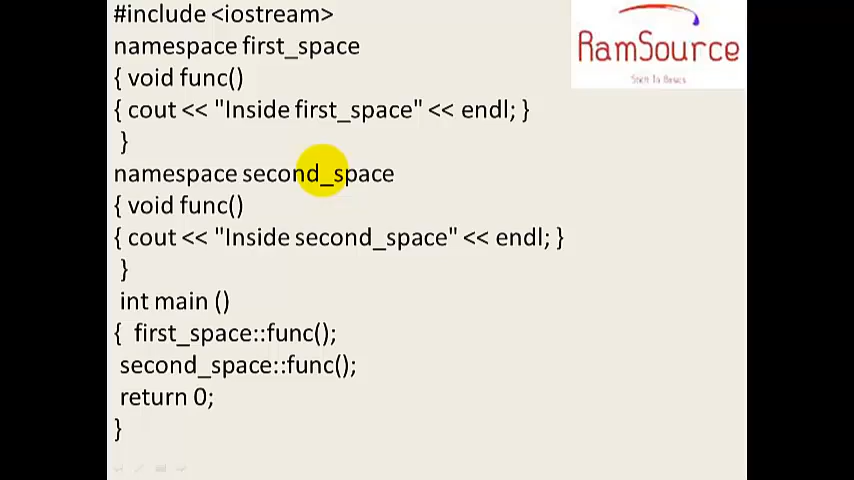 #include <iostream>
namespace first_space
{ void func()
{ cout << "Inside first_space" << endl; }
}
namespace second_space
{ void func()
{ cout << "Inside second_space" << endl; }
}
int main ()
{ first_space::func();
second_space::func();
return 0;
}
RamSource